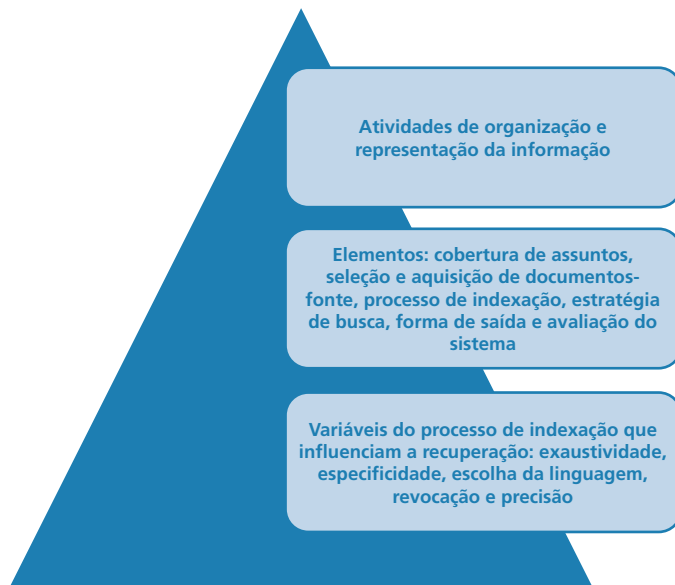 Atividades de organização e
representação da informação
Elementos: cobertura de assuntos,
seleção e aquisição de documentos-
fonte, processo de indexação, estratégia
de busca, forma de saída e avaliação do
sistema
Variáveis do processo de indexação que
influenciam a recuperação: exaustividade,
especificidade, escolha da linguagem,
revocação e precisão